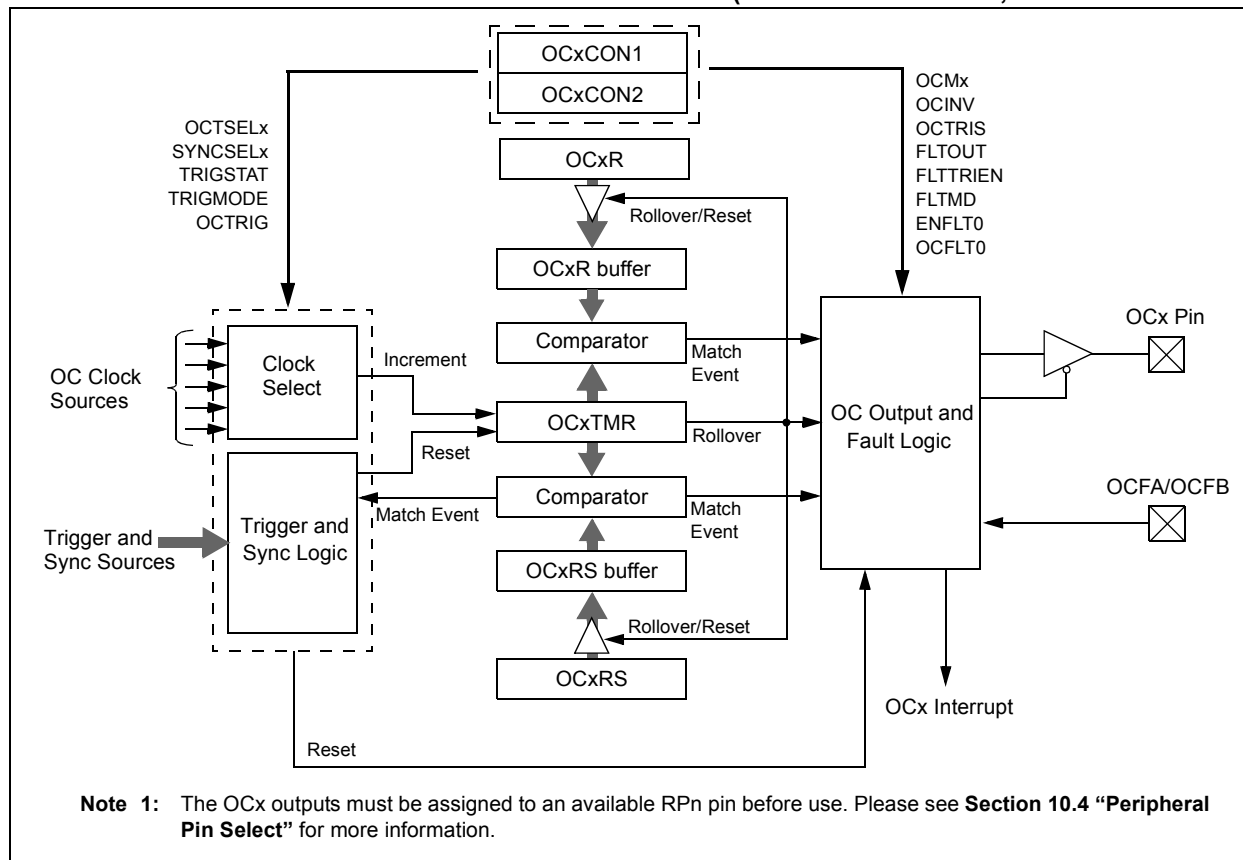 OCxCON1
OCxCON2
OCTSELx
SYNCSELx
TRIGSTAT
TRIGMODE
OCTRIG
OCMx
OCINV
OCTRIS
FLTOUT
FLTTRIEN
FLTMD
ENFLT0
OCFLT0
OCxR
Rollover/Reset
OCxR buffer
Comparator
Match
Event
OC Clock
Sources
Clock
Select
Increment
OCxTMR
Rollover
Reset
OC Output and
Fault Logic
OCx Pin
OCFA/OCFB
Trigger and
Sync Sources
Trigger and
Sync Logic
Match Event
Comparator
Match
Event
OCxRS buffer
Rollover/Reset
OCxRS
OCx Interrupt
Reset
Note 1: The OCx outputs must be assigned to an available RPn pin before use. Please see Section 10.4 “Peripheral
Pin Select” for more information.